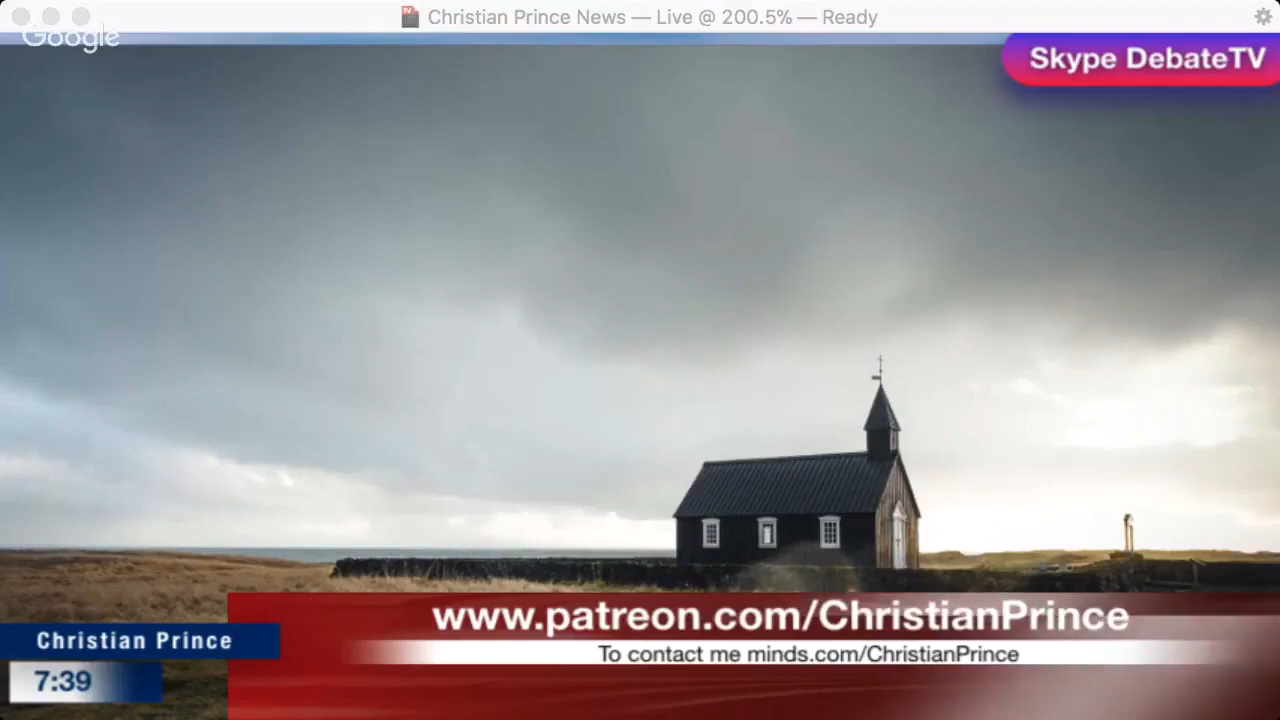 Christian Prince News — Live @ 200.5% — Ready
Google
Skype DebateTV
www.patreon.com/ChristianPrince
Christian Prince
To contact me minds.com/ChristianPrince
7:39